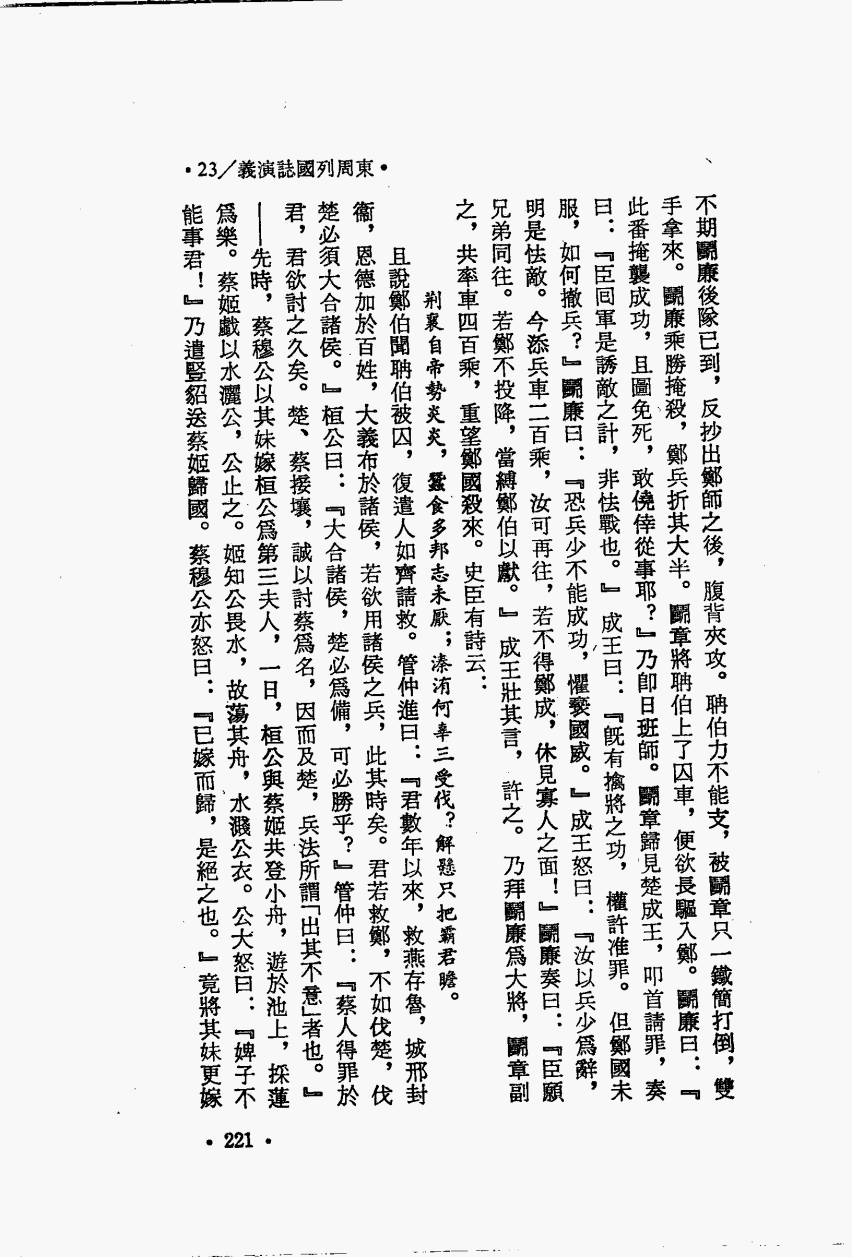 •東周列國誌演義/23•
不期鬭廉後隊已到，反抄出鄭師之後，腹背夾攻。聃伯力不能支，被鬭章只一鐵簡打倒，雙
手拿來。鬭廉乘勝掩殺，鄭兵折其大半。鬭章將聃伯上了囚車，便欲長驅入鄭。鬭廉曰：『
此番掩襲成功，且圖免死，敢僥倖從事耶？』乃卽日班師。鬭章歸見楚成王，叩首請罪，奏
曰：『臣囘軍是誘敵之計，非怯戰也。』成王曰：『旣有擒將之功，權許准罪。但鄭國未
服，如何撤兵？』鬭廉曰：『恐兵少不能成功，懼褻國威。』成王怒曰：『汝以兵少爲辭，
明是怯敵。今添兵車二百乘，汝可再往，若不得鄭成，休見寡人之面！』鬭廉奏曰：『臣願
兄弟同往。若鄭不投降，當縛鄭伯以獻。』成王壯其言，許之。乃拜鬭廉爲大將，鬭章副
之，共率車四百乘，重望鄭國殺來。史臣有詩云：
荆襄自帝勢炎炎，蠶食多邦志未厭；溱洧何辜三受伐？解懸只把霸君瞻。
且說鄭伯聞聃伯被囚，復遣人如齊請救。管仲進曰：『君數年以來，救燕存魯，城邢封
衞，恩德加於百姓，大義布於諸侯，若欲用諸侯之兵，此其時矣。君若救鄭，不如伐楚，伐
楚必須大合諸侯。』桓公曰：『大合諸侯，楚必爲備，可必勝乎？』管仲曰：『蔡人得罪於
君，君欲討之久矣。楚、蔡接壤，誠以討蔡爲名，因而及楚，兵法所謂「出其不意」者也。』
——先時，蔡穆公以其妹嫁桓公爲第三夫人，一日，桓公與蔡姬共登小舟，遊於池上，採蓮
爲樂。蔡姬戲以水灑公，公止之。姬知公畏水，故蕩其舟，水濺公衣。公大怒曰：『婢子不
能事君！』乃遣豎貂送蔡姬歸國。蔡穆公亦怒曰：『已嫁而歸，是絕之也。』竟將其妹更嫁
•221•